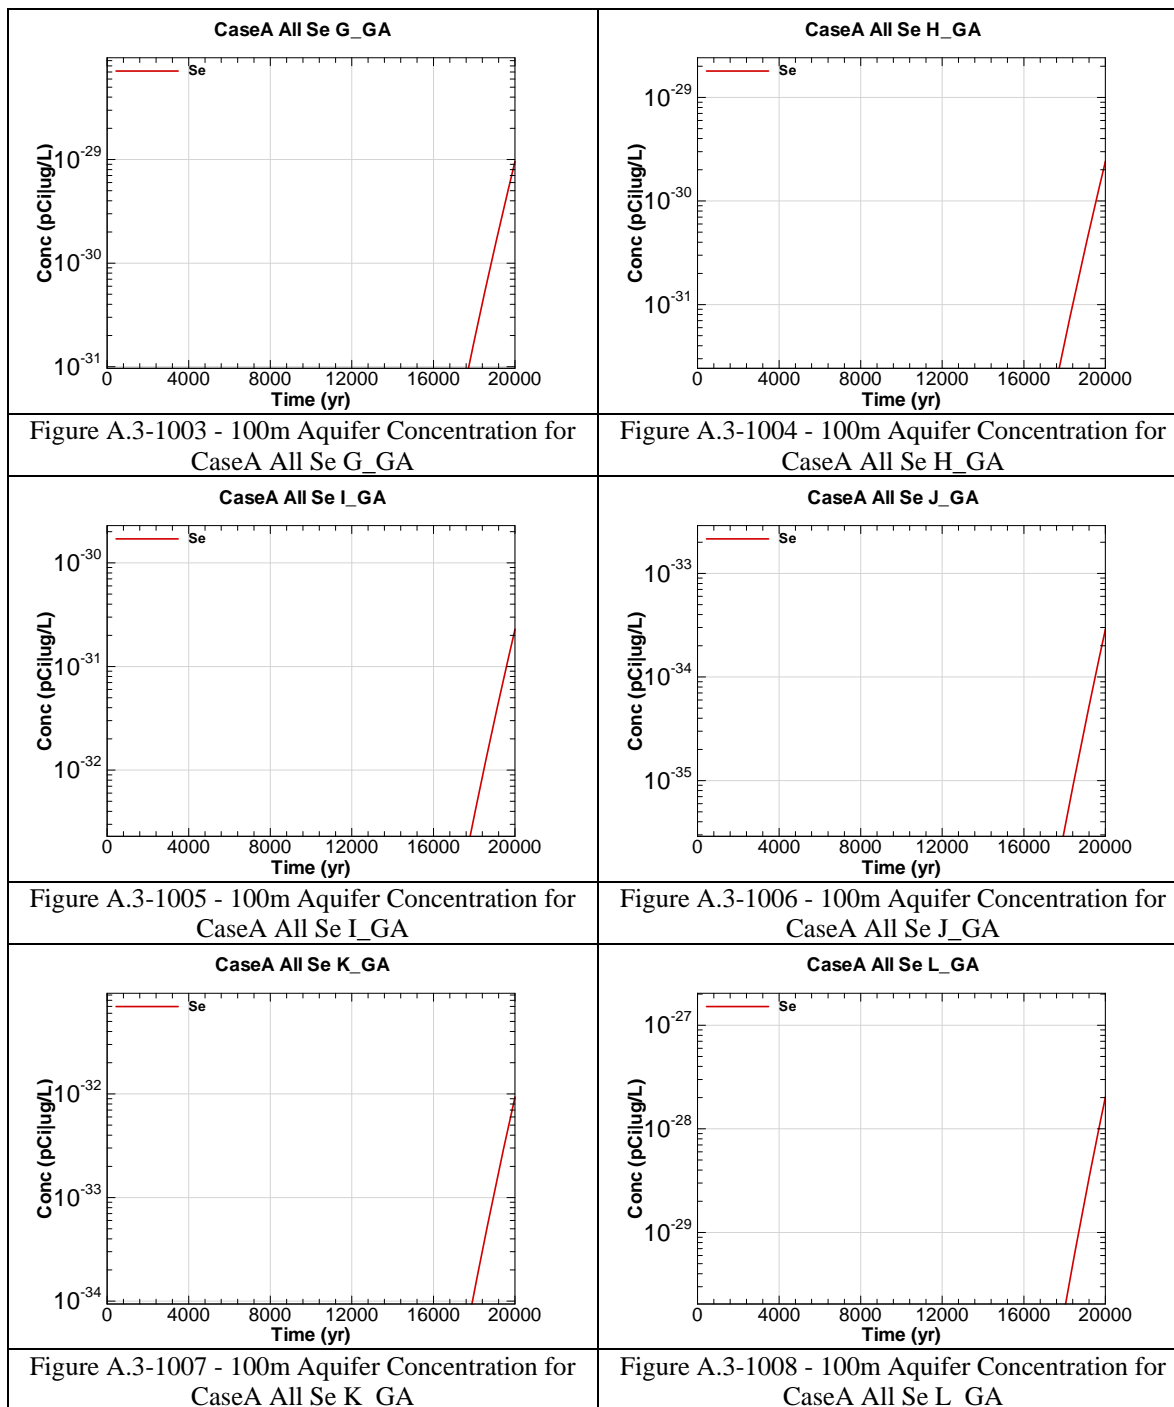 CaseA All Se G_GA
Se
Conc (pCi|ug/L)
10-29
10-30
10-31
0 4000 8000 12000 16000 20000
Time (yr)
Figure A.3-1003 - 100m Aquifer Concentration for
CaseA All Se G_GA
CaseA All Se H_GA
Se
Conc (pCi|ug/L)
10-29
10-30
10-31
0 4000 8000 12000 16000 20000
Time (yr)
Figure A.3-1004 - 100m Aquifer Concentration for
CaseA All Se H_GA
CaseA All Se I_GA
Se
Conc (pCi|ug/L)
10-30
10-31
10-32
0 4000 8000 12000 16000 20000
Time (yr)
Figure A.3-1005 - 100m Aquifer Concentration for
CaseA All Se I_GA
CaseA All Se J_GA
Se
Conc (pCi|ug/L)
10-33
10-34
10-35
0 4000 8000 12000 16000 20000
Time (yr)
Figure A.3-1006 - 100m Aquifer Concentration for
CaseA All Se J_GA
CaseA All Se K_GA
Se
Conc (pCi|ug/L)
10-32
10-33
10-34
0 4000 8000 12000 16000 20000
Time (yr)
Figure A.3-1007 - 100m Aquifer Concentration for
CaseA All Se K_GA
CaseA All Se L_GA
Se
Conc (pCi|ug/L)
10-27
10-28
10-29
0 4000 8000 12000 16000 20000
Time (yr)
Figure A.3-1008 - 100m Aquifer Concentration for
CaseA All Se L_GA